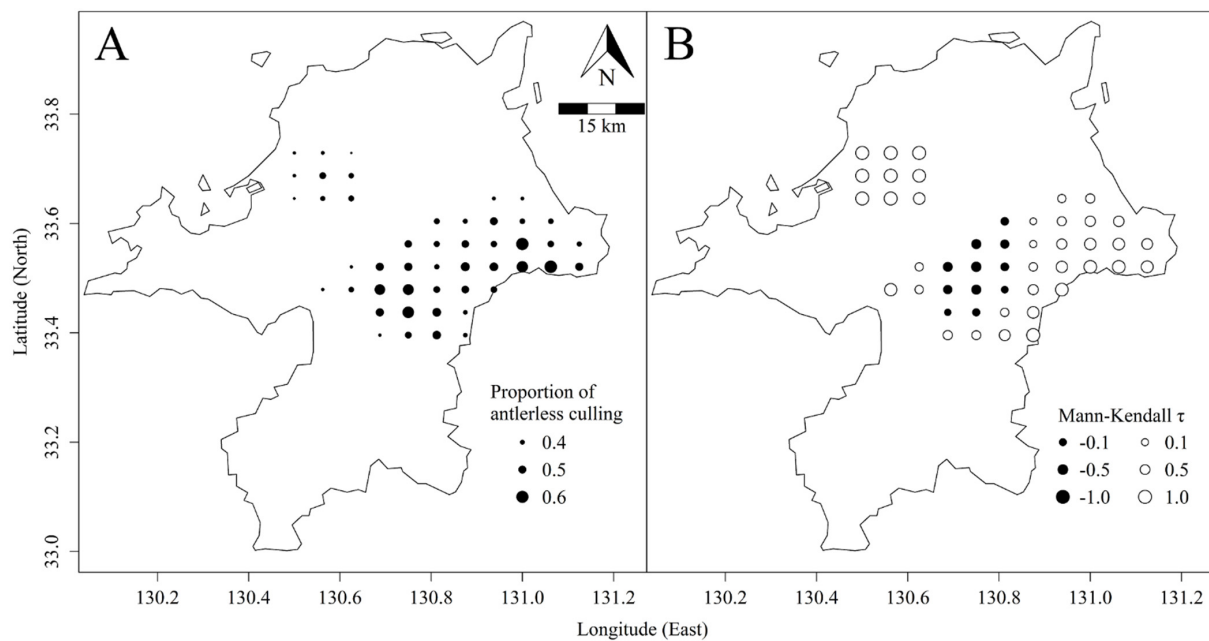 A
B
N
15 km
Latitude (North)
33.8
33.6
33.4
33.2
33.0
Proportion of
antlerless culling
0.4
0.5
0.6
Mann-Kendall τ
-0.1 0.1
-0.5 0.5
-1.0 1.0
130.2 130.4 130.6 130.8 131.0 131.2 130.2 130.4 130.6 130.8 131.0 131.2
Longitude (East)